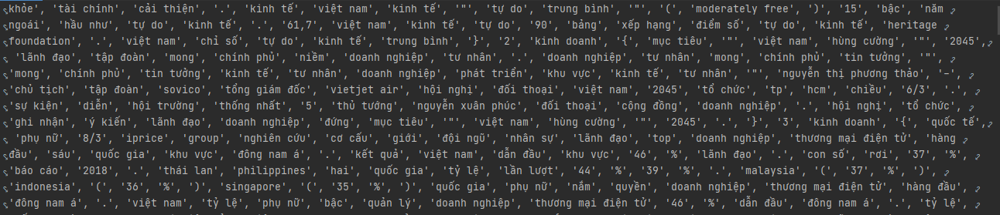 khỏe', 'tài chính', 'cải thiện', '.', 'kinh tế', 'việt nam', 'kinh tế', '"', 'tự do', 'trung bình', '"', '(', 'moderately free', ')', '15', 'bậc', 'năm
ngoái', 'hầu như', 'tự do', 'kinh tế', '.', '61,7', 'việt nam', 'kinh tế', 'tự do', '90', 'bảng', 'xếp hạng', 'điểm số', 'tự do', 'kinh tế', 'heritage
foundation', '.', 'việt nam', 'chỉ số', 'tự do', 'kinh tế', 'trung bình', '}', '2', 'kinh doanh', '{', 'mục tiêu', '"', 'việt nam', 'hùng cường', '"', '2045',
'lãnh đạo', 'tập đoàn', 'mong', 'chính phủ', 'niềm', 'doanh nghiệp', 'tư nhân', '.', 'doanh nghiệp', 'tư nhân', 'mong', 'chính phủ', 'tin tưởng', '"',
'mong', 'chính phủ', 'tin tưởng', 'kinh tế', 'tư nhân', 'doanh nghiệp', 'phát triển', 'khu vực', 'kinh tế', 'tư nhân', '"', 'nguyễn thị phương thảo', '-',
'chủ tịch', 'tập đoàn', 'sovico', 'tổng giám đốc', 'vietjet air', 'hội nghị', 'đối thoại', 'việt nam', '2045', 'tổ chức', 'tp', 'hcm', 'chiều', '6/3', '.',
'sự kiện', 'diễn', 'hội trường', 'thống nhất', '5', 'thủ tướng', 'nguyễn xuân phúc', 'đối thoại', 'cộng đồng', 'doanh nghiệp', '.', 'hội nghị', 'tổ chức',
'ghi nhận', 'ý kiến', 'lãnh đạo', 'doanh nghiệp', 'đứng', 'mục tiêu', '"', 'việt nam', 'hùng cường', '"', '2045', '.', '}', '3', 'kinh doanh', '{', 'quốc tế',
'phụ nữ', '8/3', 'iprice', 'group', 'nghiên cứu', 'cơ cấu', 'giới', 'đội ngũ', 'nhân sự', 'lãnh đạo', 'top', 'doanh nghiệp', 'thương mại điện tử', 'hàng
đầu', 'sáu', 'quốc gia', 'khu vực', 'đông nam á', '.', 'kết quả', 'việt nam', 'dẫn đầu', 'khu vực', '46', '%', 'lãnh đạo', '.', 'con số', 'rơi', '37', '%',
'báo cáo', '2018', '.', 'thái lan', 'philippines', 'hai', 'quốc gia', 'tỷ lệ', 'lần lượt', '44', '%', '39', '%', '.', 'malaysia', '(', '37', '%', ')',
'indonesia', '(', '36', '%', ')', 'singapore', '(', '35', '%', ')', 'quốc gia', 'phụ nữ', 'nắm', 'quyền', 'doanh nghiệp', 'thương mại điện tử', 'hàng đầu',
'đông nam á', '.', 'việt nam', 'tỷ lệ', 'phụ nữ', 'bậc', 'quản lý', 'doanh nghiệp', 'thương mại điện tử', '46', '%', 'dẫn đầu', 'đông nam á', '.', 'tỷ lệ',